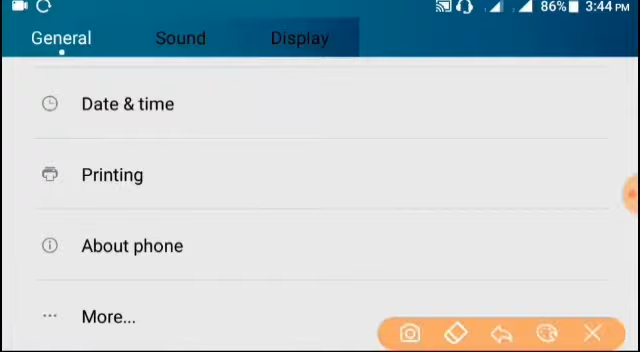 86% 3:44 PM
General Sound Display
Date & time
Printing
About phone
More...